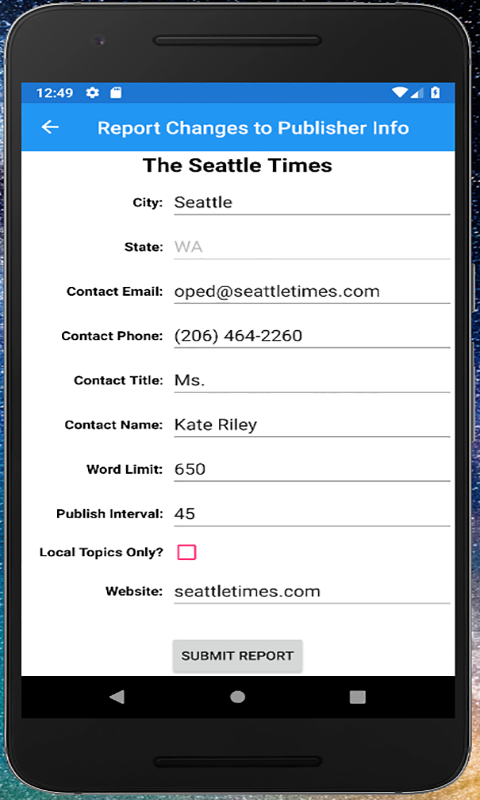 12:49
Report Changes to Publisher Info
The Seattle Times
City: Seattle
State: WA
Contact Email: oped@seattletimes.com
Contact Phone: (206) 464-2260
Contact Title: Ms.
Contact Name: Kate Riley
Word Limit: 650
Publish Interval: 45
Local Topics Only?
Website: seattletimes.com
SUBMIT REPORT